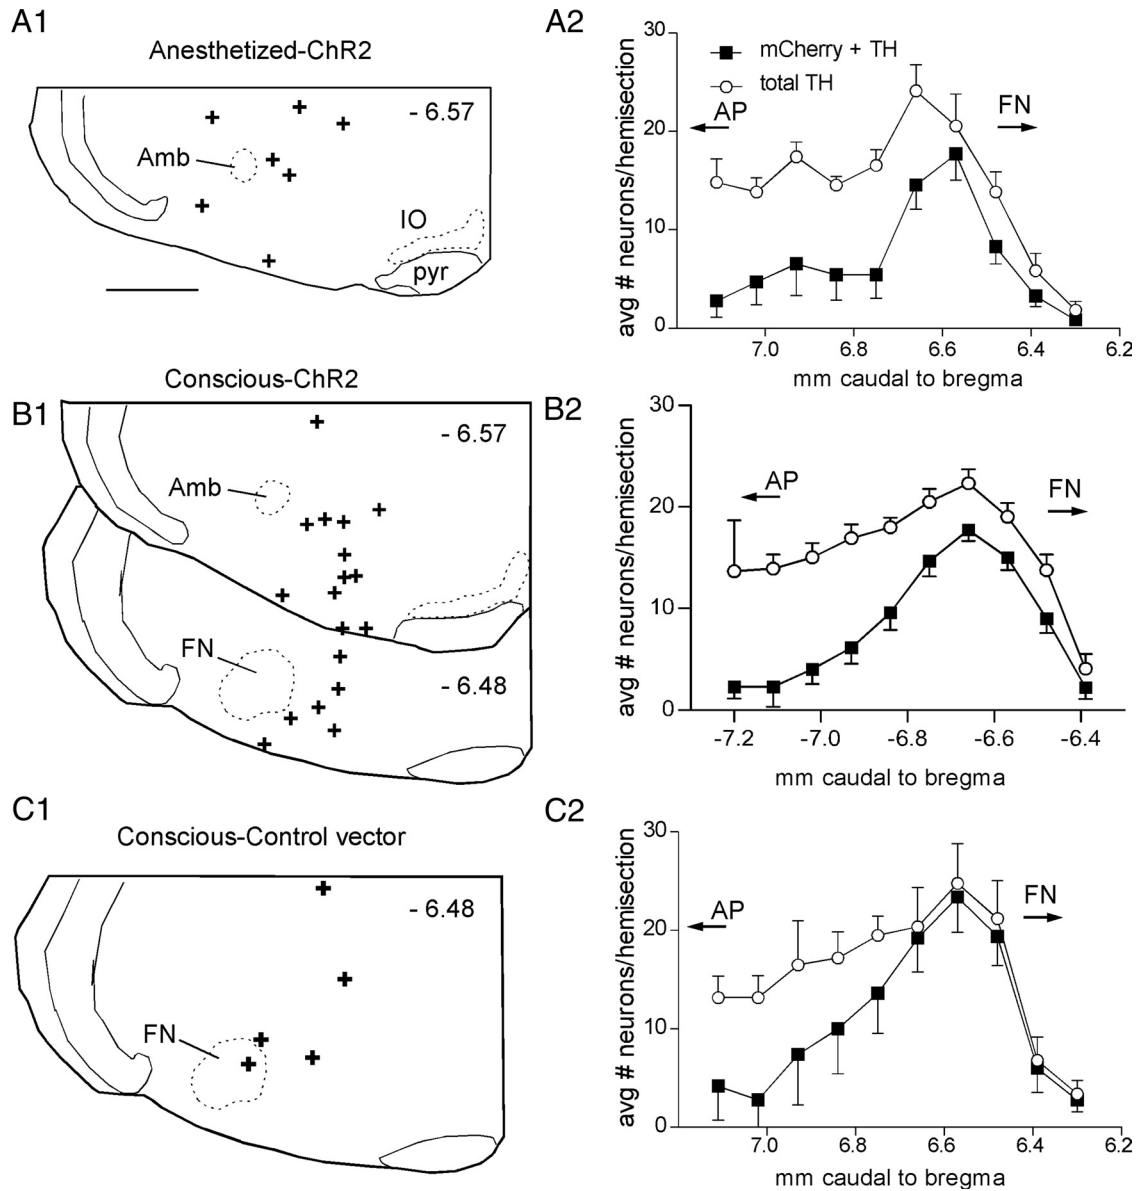 A1
Anesthetized-ChR2
- 6.57
Amb
IO
pyr
A2
mCherry + TH
total TH
AP
FN
avg # neurons/hemisection
30
20
10
0
7.0 6.8 6.6 6.4 6.2
mm caudal to bregma
Conscious-ChR2
B1
- 6.57
Amb
FN
- 6.48
B2
AP
FN
avg # neurons/hemisection
30
20
10
0
-7.2 -7.0 -6.8 -6.6 -6.4
mm caudal to bregma
C1
Conscious-Control vector
- 6.48
FN
C2
AP
FN
avg # neurons/hemisection
30
20
10
0
7.0 6.8 6.6 6.4 6.2
mm caudal to bregma